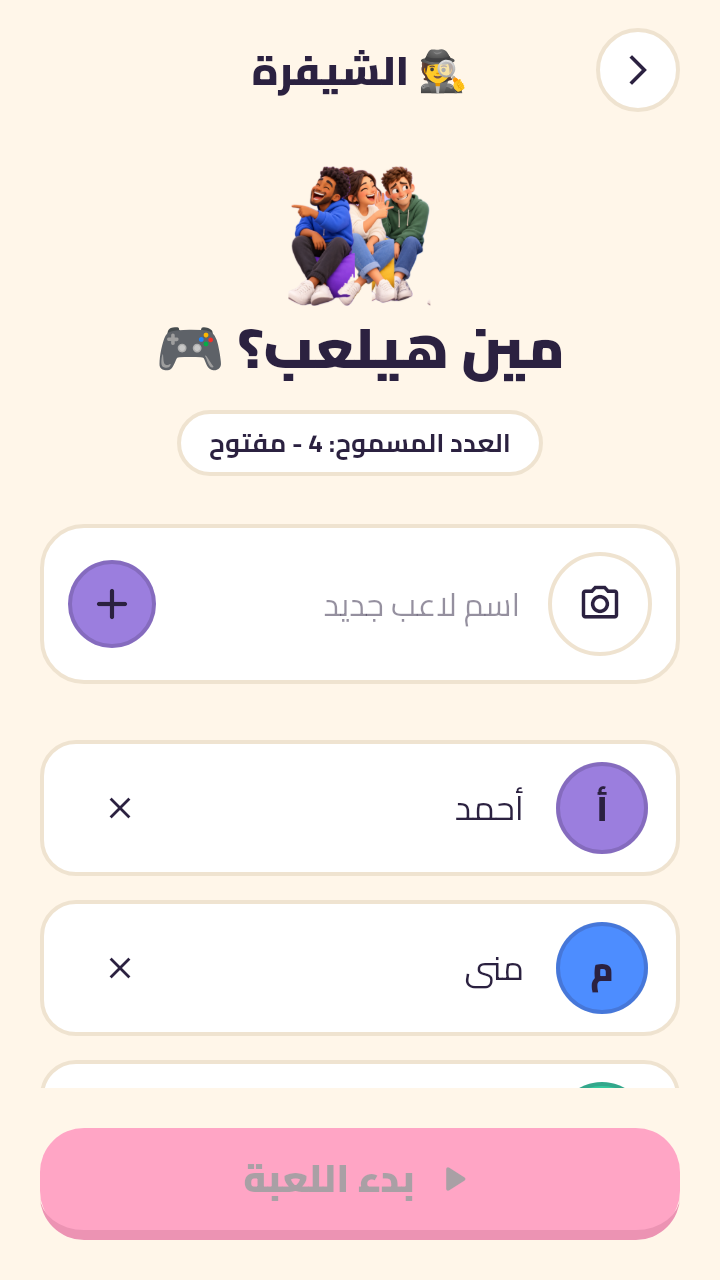 الشيفرة
مين هيلعب؟
العدد المسموح: 4 - مفتوح
اسم لاعب جديد
أ
أحمد
م
منى
بدء اللعبة